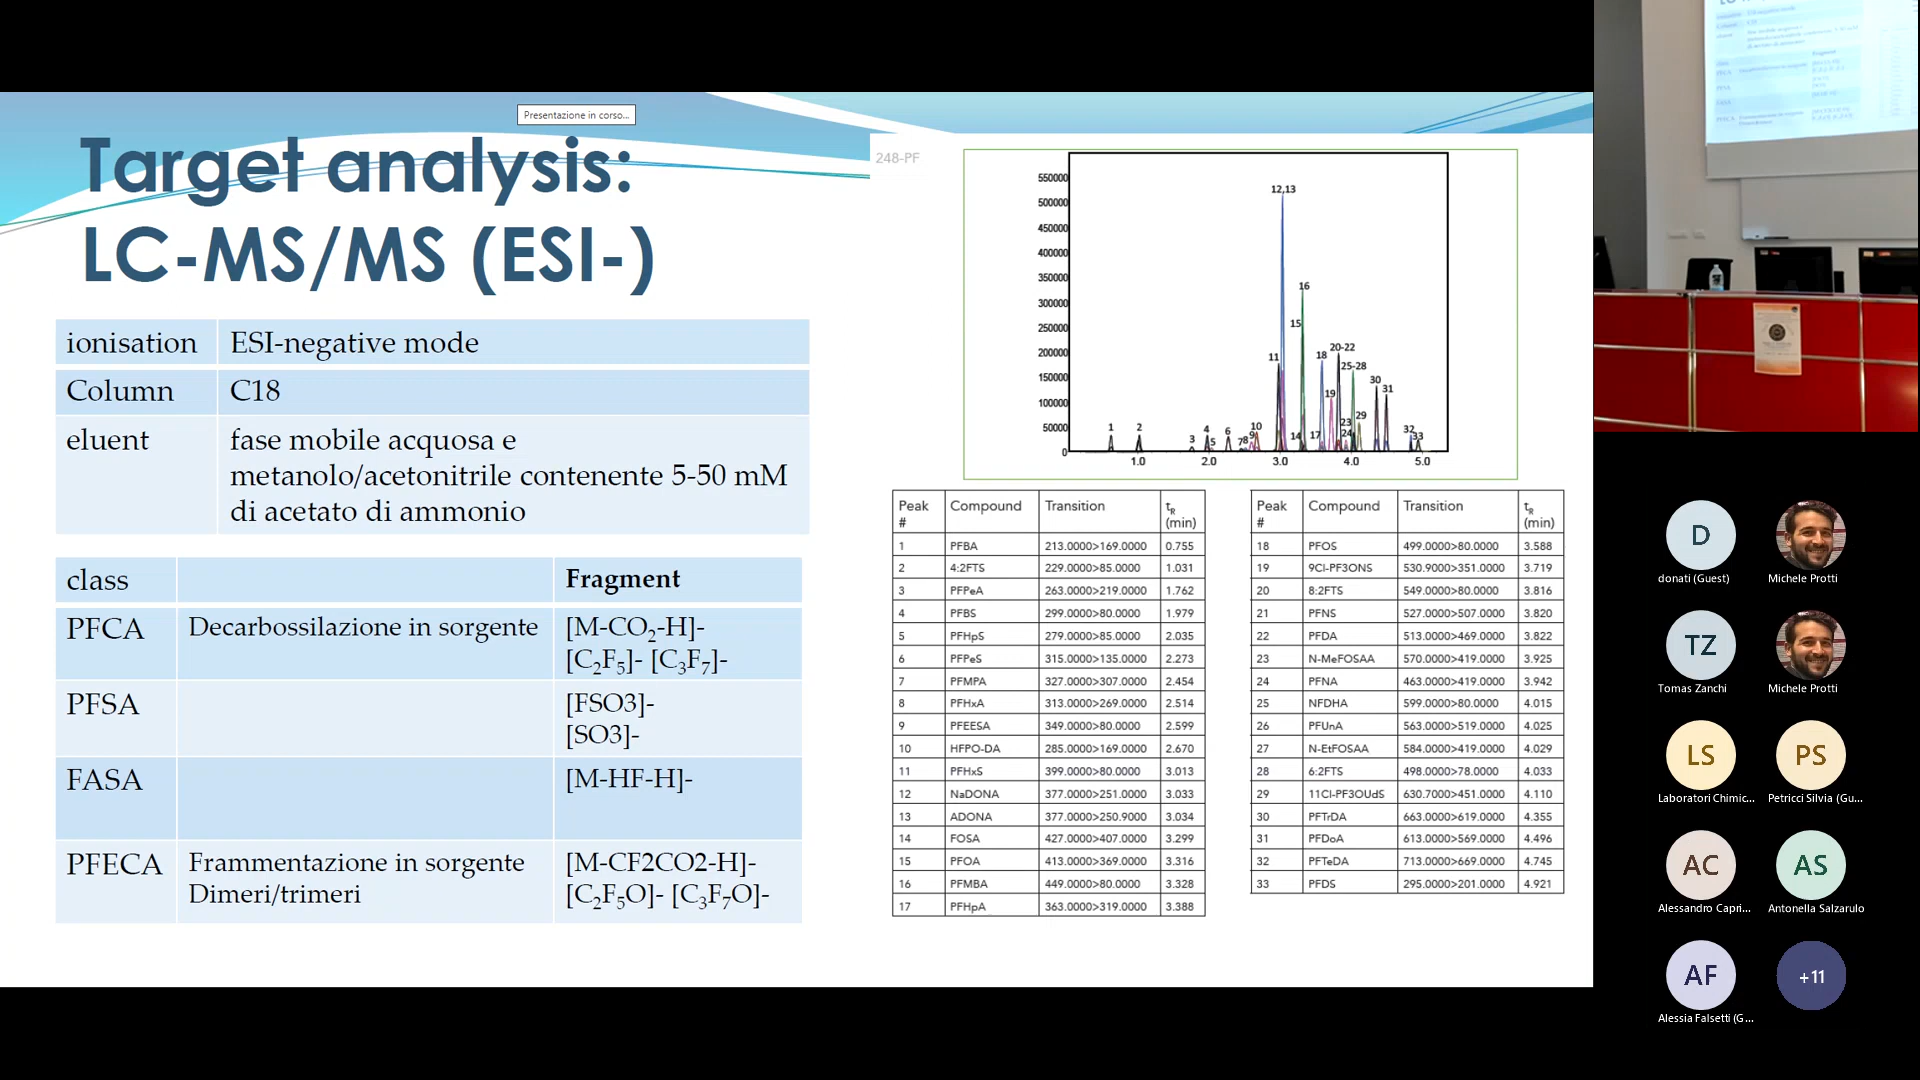 Presentazione in corso...
Target analysis:
LC-MS/MS (ESI-)
ionisation ESI-negative mode
Column C18
eluent fase mobile acquosa e
metanolo/acetonitrile contenente 5-50 mM
di acetato di ammonio
class Fragment
PFCA Decarbossilazione in sorgente [M-CO2-H]-
[C2F5]- [C3F7]-
PFSA [FSO3]-
[SO3]-
FASA [M-HF-H]-
PFECA Frammentazione in sorgente [M-CF2CO2-H]-
Dimeri/trimeri [C2F5O]- [C3F7O]-
248-PF
550000
500000
450000
400000
350000
300000
250000
200000
150000
100000
50000
0
1.0 2.0 3.0 4.0 5.0
1 2 3 4 5 6 7 8 9 10 11 12,13 14 15 16 17 18 19 20-22 23 24 25-28 29 30 31 32 33
Peak # Compound Transition tR (min)
1 PFBA 213.0000>169.0000 0.755
2 4:2FTS 229.0000>85.0000 1.031
3 PFPeA 263.0000>219.0000 1.762
4 PFBS 299.0000>80.0000 1.979
5 PFHpS 279.0000>85.0000 2.035
6 PFPeS 315.0000>135.0000 2.273
7 PFMPA 327.0000>307.0000 2.454
8 PFHxA 313.0000>269.0000 2.514
9 PFEESA 349.0000>80.0000 2.599
10 HFPO-DA 285.0000>169.0000 2.670
11 PFHxS 399.0000>80.0000 3.013
12 NaDONA 377.0000>251.0000 3.033
13 ADONA 377.0000>250.9000 3.034
14 FOSA 427.0000>407.0000 3.299
15 PFOA 413.0000>369.0000 3.316
16 PFMBA 449.0000>80.0000 3.328
17 PFHpA 363.0000>319.0000 3.388
Peak # Compound Transition tR (min)
18 PFOS 499.0000>80.0000 3.588
19 9Cl-PF3ONS 530.9000>351.0000 3.719
20 8:2FTS 549.0000>80.0000 3.816
21 PFNS 527.0000>507.0000 3.820
22 PFDA 513.0000>469.0000 3.822
23 N-MeFOSAA 570.0000>419.0000 3.925
24 PFNA 463.0000>419.0000 3.942
25 NFDHA 599.0000>80.0000 4.015
26 PFUnA 563.0000>519.0000 4.025
27 N-EtFOSAA 584.0000>419.0000 4.029
28 6:2FTS 498.0000>78.0000 4.033
29 11Cl-PF3OUdS 630.7000>451.0000 4.110
30 PFTrDA 663.0000>619.0000 4.355
31 PFDoA 613.0000>569.0000 4.496
32 PFTeDA 713.0000>669.0000 4.745
33 PFDS 295.0000>201.0000 4.921
D
donati (Guest) Michele Protti
TZ
Tomas Zanchi Michele Protti
LS PS
Laboratori Chimic... Petricci Silvia (Gu...
AC AS
Alessandro Capri... Antonella Salzarulo
AF +11
Alessia Falsetti (G...